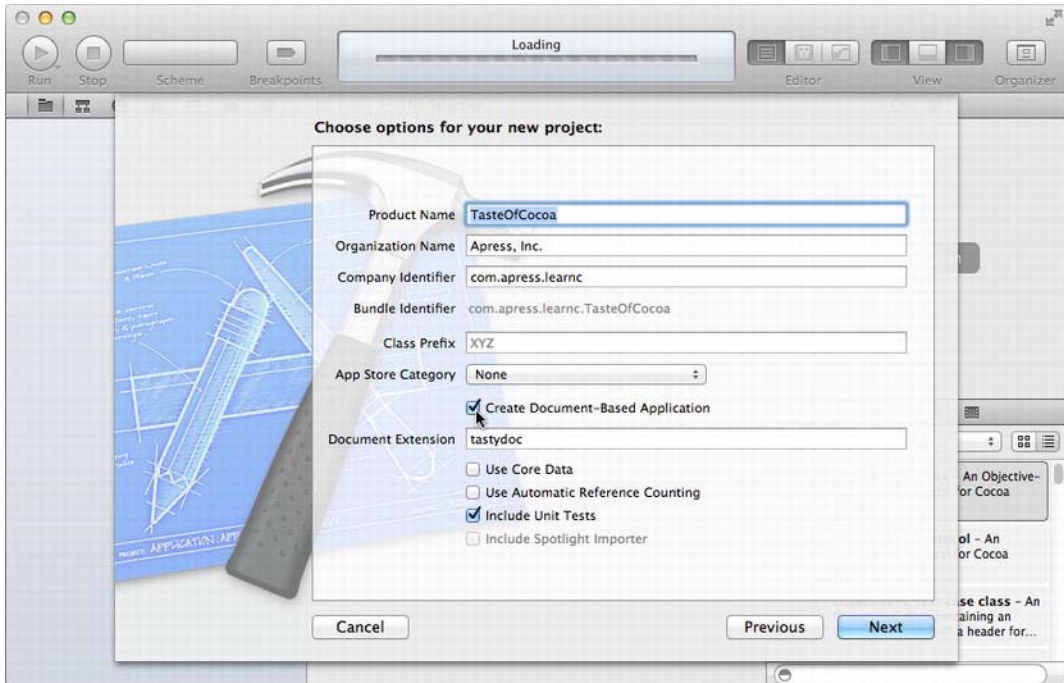 Loading
Run Stop Scheme Breakpoints Editor View Organizer
Choose options for your new project:
Product Name TasteOfCocoa
Organization Name Apress, Inc.
Company Identifier com.apress.learnc
Bundle Identifier com.apress.learnc.TasteOfCocoa
Class Prefix XYZ
App Store Category None
Create Document-Based Application
Document Extension tastydoc
Use Core Data
Use Automatic Reference Counting
Include Unit Tests
Include Spotlight Importer
An Objective-
for Cocoa
ol - An
or Cocoa
se class - An
aining an
a header for...
PROJECT: APPLICATION.APP
Cancel Previous Next